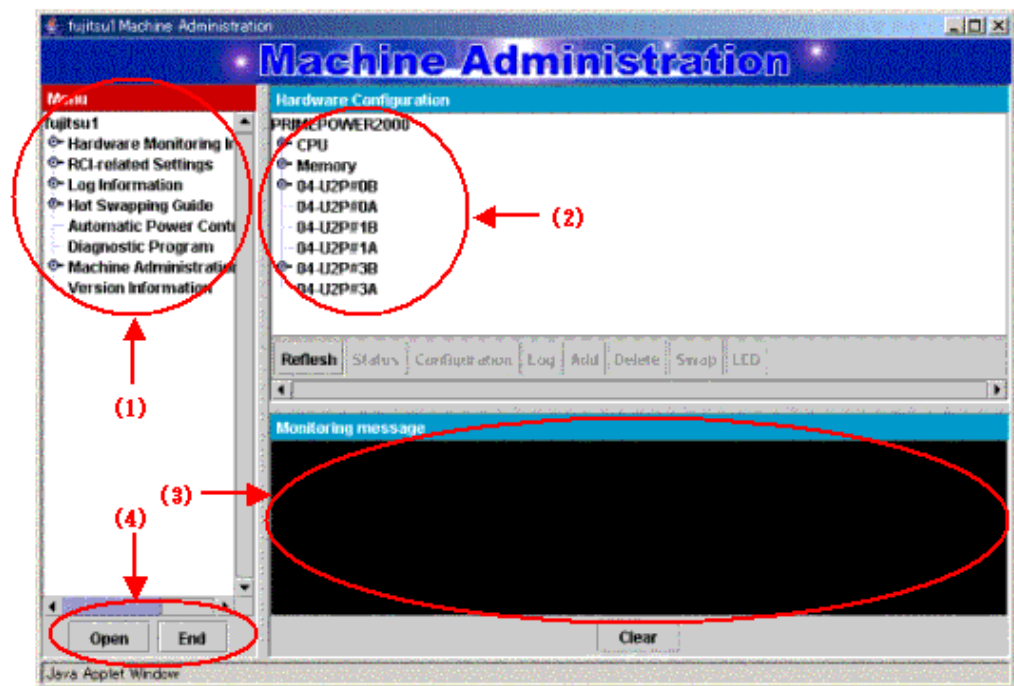 fujitsu1 Machine Administration
Machine Administration
Menu
fujitsu1
Hardware Monitoring I
RCI-related Settings
Log Information
Hot Swapping Guide
Automatic Power Cont
Diagnostic Program
Machine Administration
Version Information
Open End
Hardware Configuration
PRIMEPOWER2000
CPU
Memory
04-U2P#0B
04-U2P#0A
04-U2P#1B
04-U2P#1A
04-U2P#3B
04-U2P#3A
Reflesh Status Configuration Log Add Delete Swap LED
Monitoring message
Clear
Java Applet Window
(1)
(2)
(3)
(4)